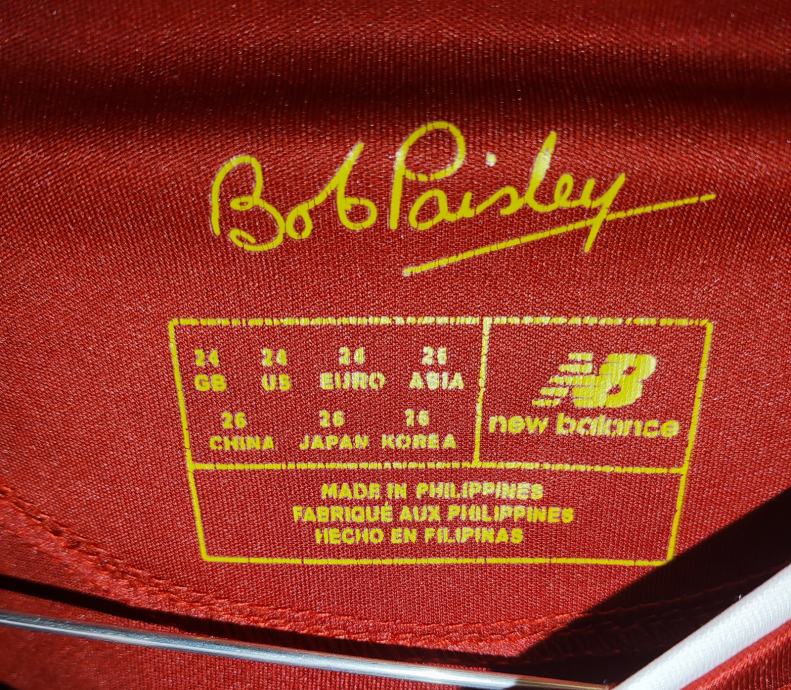 Bob Paisley
24 24 24 26
GB US EURO ASIA
26 26 26
CHINA JAPAN KOREA
NB
new balance
MADE IN PHILIPPINES
FABRIQUÉ AUX PHILIPPINES
HECHO EN FILIPINAS